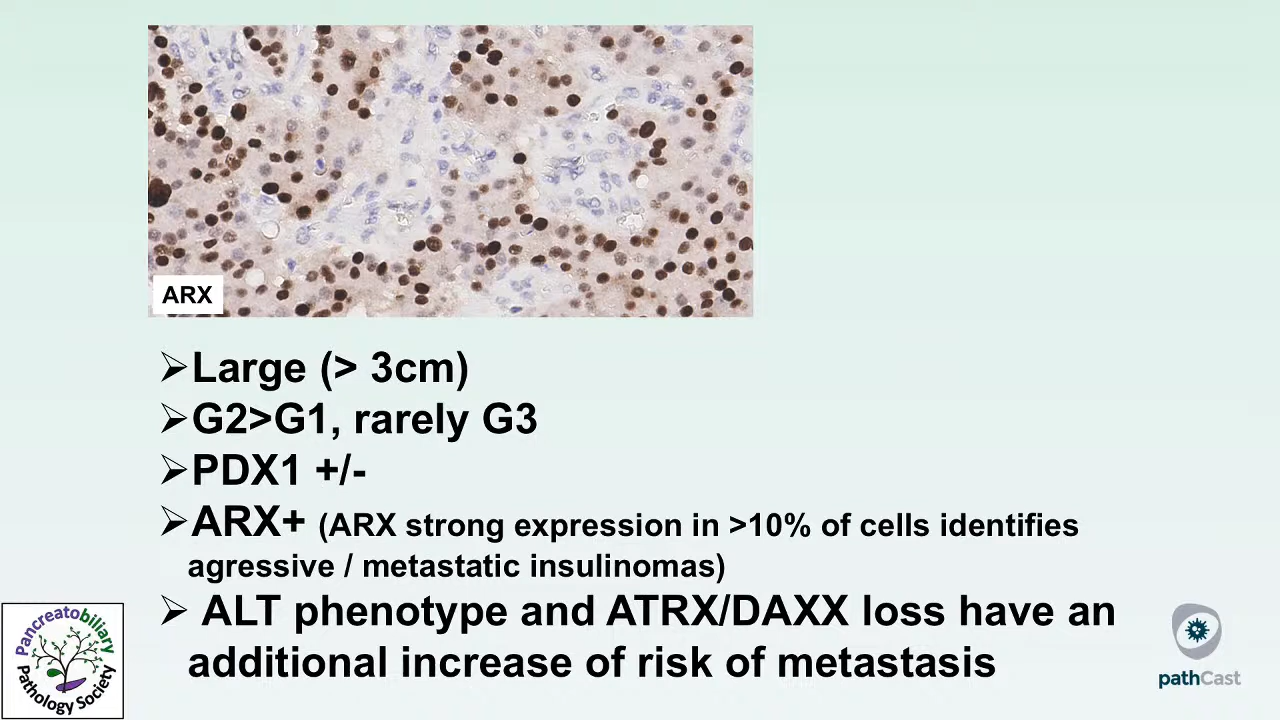 ARX
➢Large (> 3cm)
➢G2>G1, rarely G3
➢PDX1 +/-
➢ARX+ (ARX strong expression in >10% of cells identifies
agressive / metastatic insulinomas)
➢ ALT phenotype and ATRX/DAXX loss have an
additional increase of risk of metastasis
Pancreatobiliary
Pathology Society
pathCast